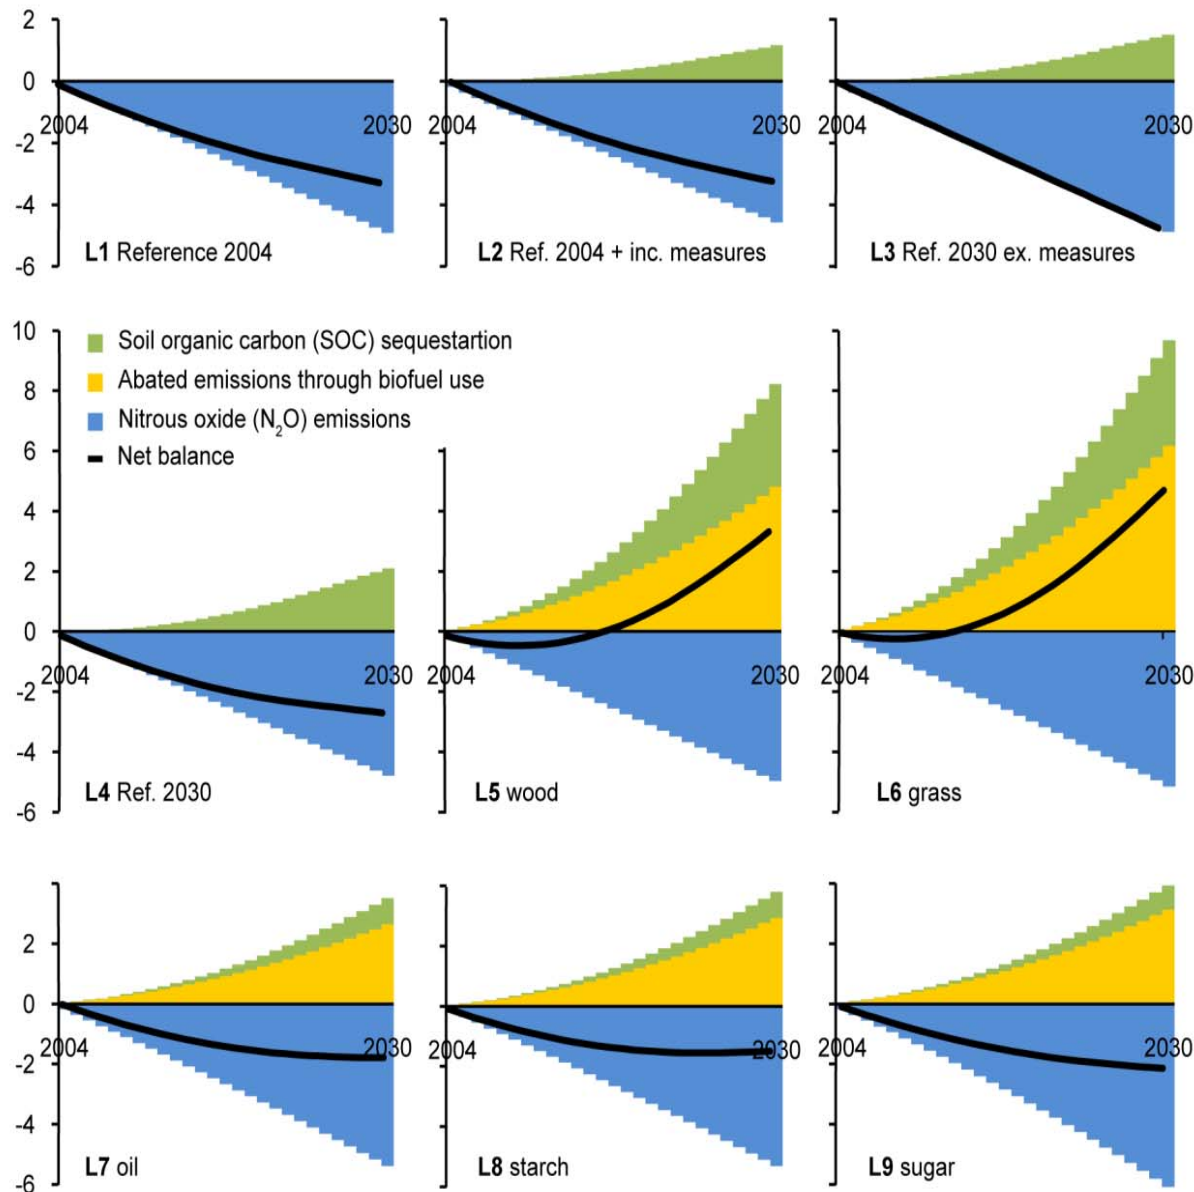 2
0
-2
-4
-6
2004
2030
L1 Reference 2004
2004
2030
L2 Ref. 2004 + inc. measures
2004
2030
L3 Ref. 2030 ex. measures
10
8
6
4
2
0
-2
-4
-6
Soil organic carbon (SOC) sequestartion
Abated emissions through biofuel use
Nitrous oxide (N2O) emissions
Net balance
2004
2030
L4 Ref. 2030
2004
2030
L5 wood
2004
2030
L6 grass
2
0
-2
-4
-6
2004
2030
L7 oil
2004
2030
L8 starch
2004
2030
L9 sugar